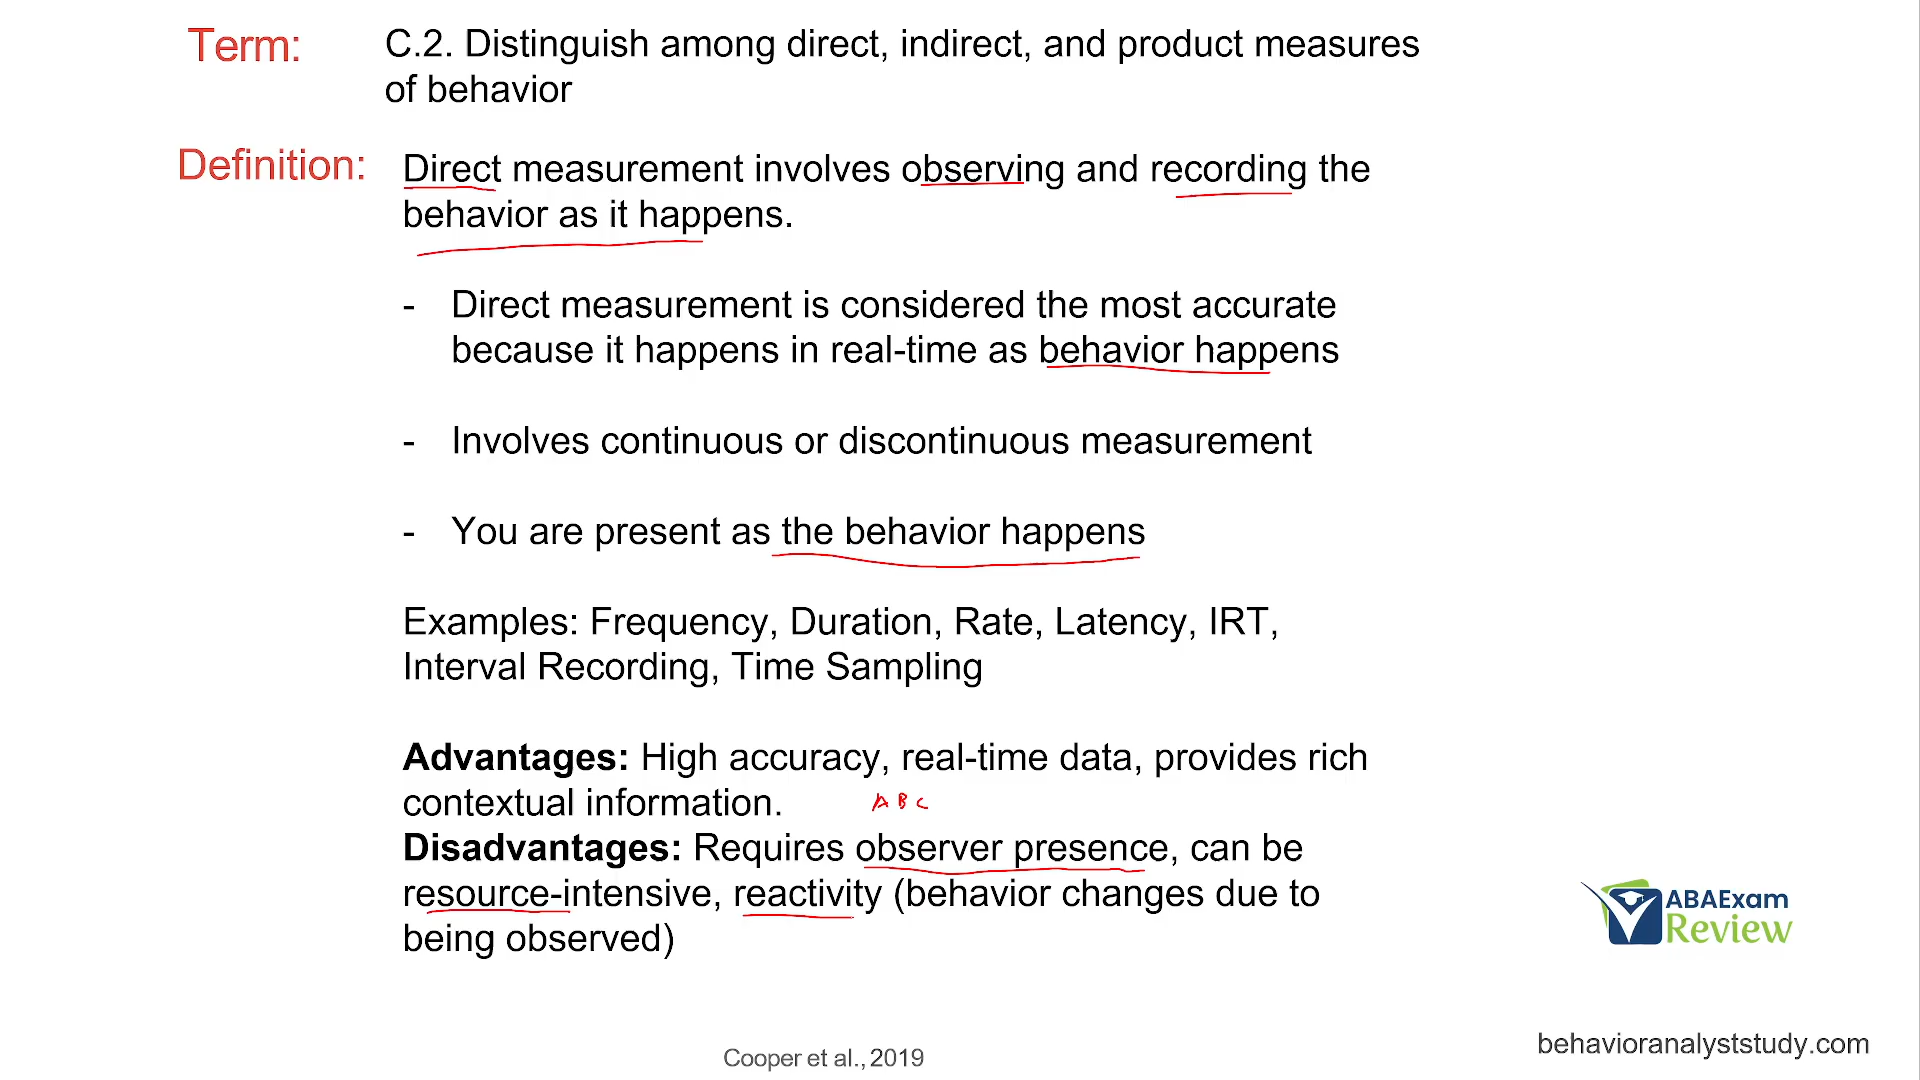 Term: C.2. Distinguish among direct, indirect, and product measures
of behavior
Definition: Direct measurement involves observing and recording the
behavior as it happens.
- Direct measurement is considered the most accurate
because it happens in real-time as behavior happens
- Involves continuous or discontinuous measurement
- You are present as the behavior happens
Examples: Frequency, Duration, Rate, Latency, IRT,
Interval Recording, Time Sampling
Advantages: High accuracy, real-time data, provides rich
contextual information. ABC
Disadvantages: Requires observer presence, can be
resource-intensive, reactivity (behavior changes due to
being observed)
ABAExam
Review
behavioranalyststudy.com
Cooper et al., 2019